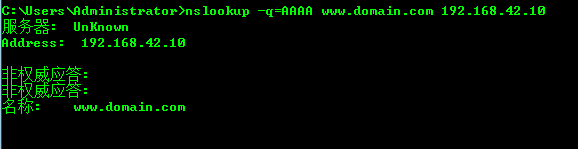 C:\Users\Administrator>nslookup -q=AAAA www.domain.com 192.168.42.10
服务器:  UnKnown
Address:  192.168.42.10
非权威应答:
非权威应答:
名称:    www.domain.com